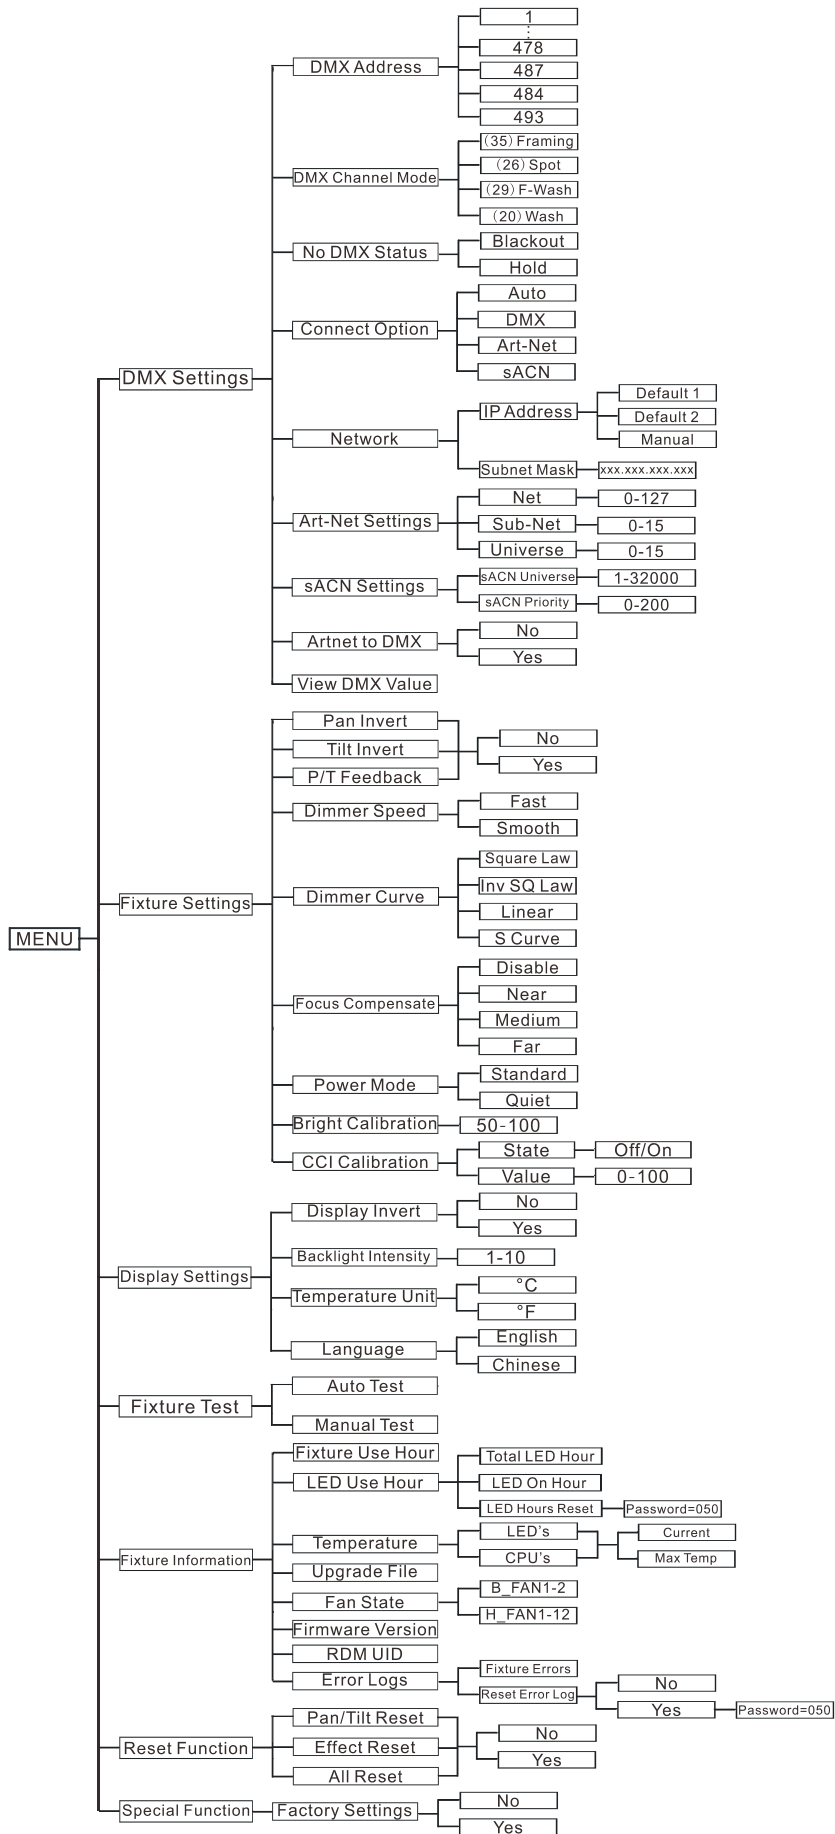 MENU
DMX Settings
DMX Address
1
478
487
484
493
DMX Channel Mode
(35) Framing
(26) Spot
(29) F-Wash
(20) Wash
No DMX Status
Blackout
Hold
Connect Option
Auto
DMX
Art-Net
sACN
Network
IP Address
Default 1
Default 2
Manual
Subnet Mask
xxx.xxx.xxx.xxx
Art-Net Settings
Net
0-127
Sub-Net
0-15
Universe
0-15
sACN Settings
sACN Universe
1-32000
sACN Priority
0-200
Artnet to DMX
No
Yes
View DMX Value
Fixture Settings
Pan Invert
Tilt Invert
P/T Feedback
No
Yes
Dimmer Speed
Fast
Smooth
Dimmer Curve
Square Law
Inv SQ Law
Linear
S Curve
Focus Compensate
Disable
Near
Medium
Far
Power Mode
Standard
Quiet
Bright Calibration
50-100
CCI Calibration
State
Off/On
Value
0-100
Display Settings
Display Invert
No
Yes
Backlight Intensity
1-10
Temperature Unit
°C
°F
Language
English
Chinese
Fixture Test
Auto Test
Manual Test
Fixture Information
Fixture Use Hour
LED Use Hour
Total LED Hour
LED On Hour
LED Hours Reset
Password=050
Temperature
LED's
CPU's
Current
Max Temp
Upgrade File
Fan State
B_FAN1-2
H_FAN1-12
Firmware Version
RDM UID
Error Logs
Fixture Errors
Reset Error Log
No
Yes
Password=050
Reset Function
Pan/Tilt Reset
Effect Reset
All Reset
No
Yes
Special Function
Factory Settings
No
Yes